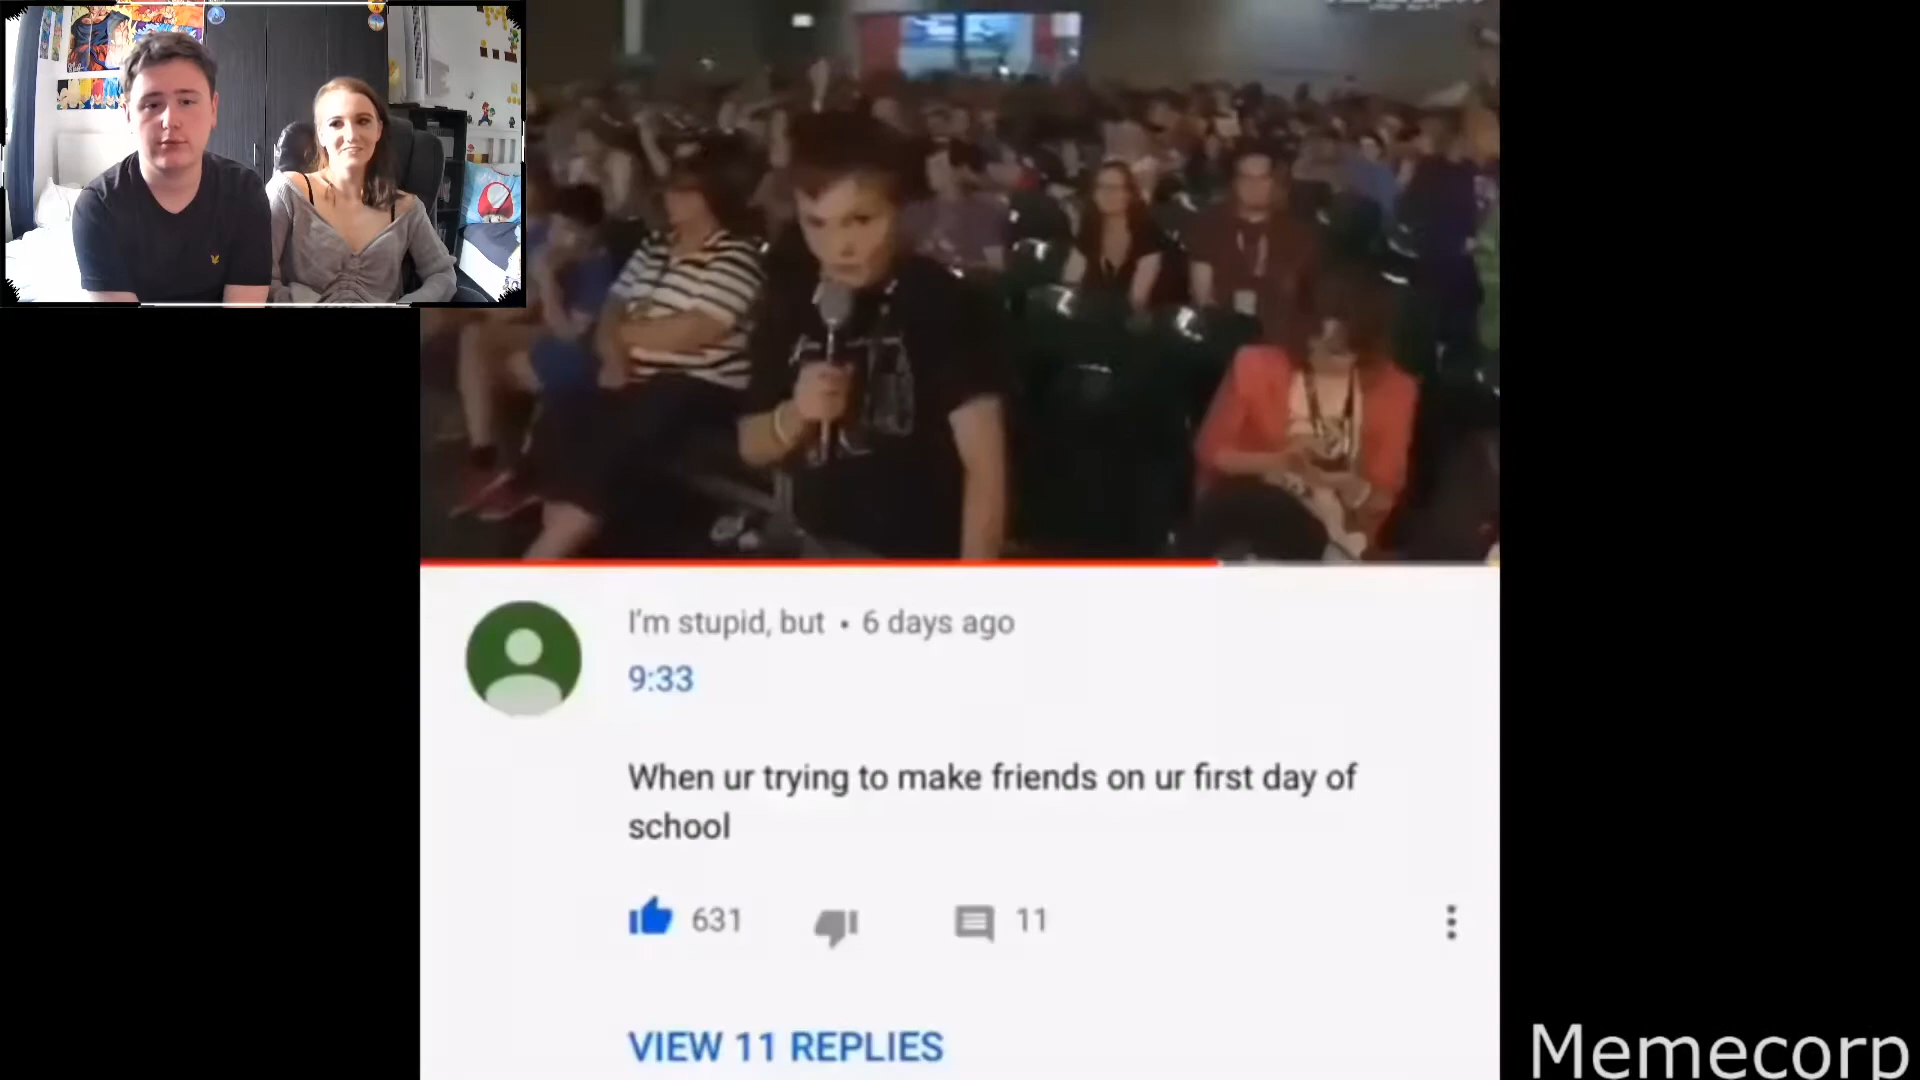 I'm stupid, but • 6 days ago
9:33
When ur trying to make friends on ur first day of
school
631
11
VIEW 11 REPLIES
Memecorp